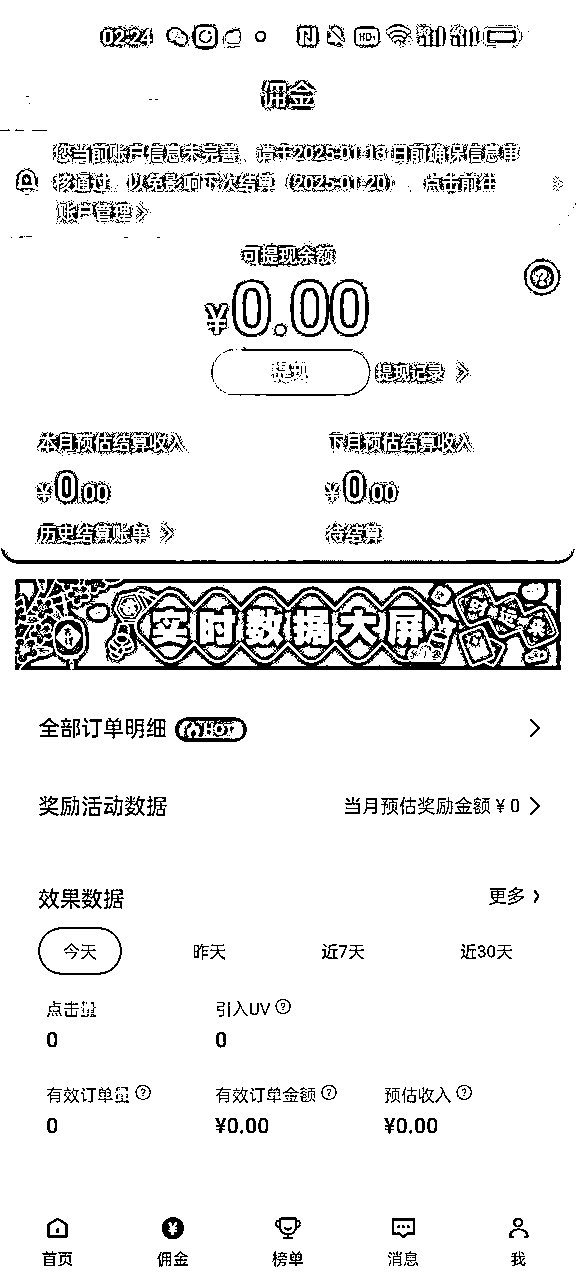 02:24
佣金
您当前账户信息未完善，请于2025-01-13日前确保信息审
核通过，以免影响下次结算（2025-01-20），点击前往
账户管理
可提现余额
¥0.00
提现 提现记录
本月预估结算收入 下月预估结算收入
¥0.00 ¥0.00
历史结算账单 待结算
实时数据大屏
全部订单明细 HOT
奖励活动数据 当月预估奖励金额 ¥ 0
效果数据 更多
今天 昨天 近7天 近30天
点击量 引入UV
0 0
有效订单量 有效订单金额 预估收入
0 ¥0.00 ¥0.00
首页 佣金 榜单 消息 我